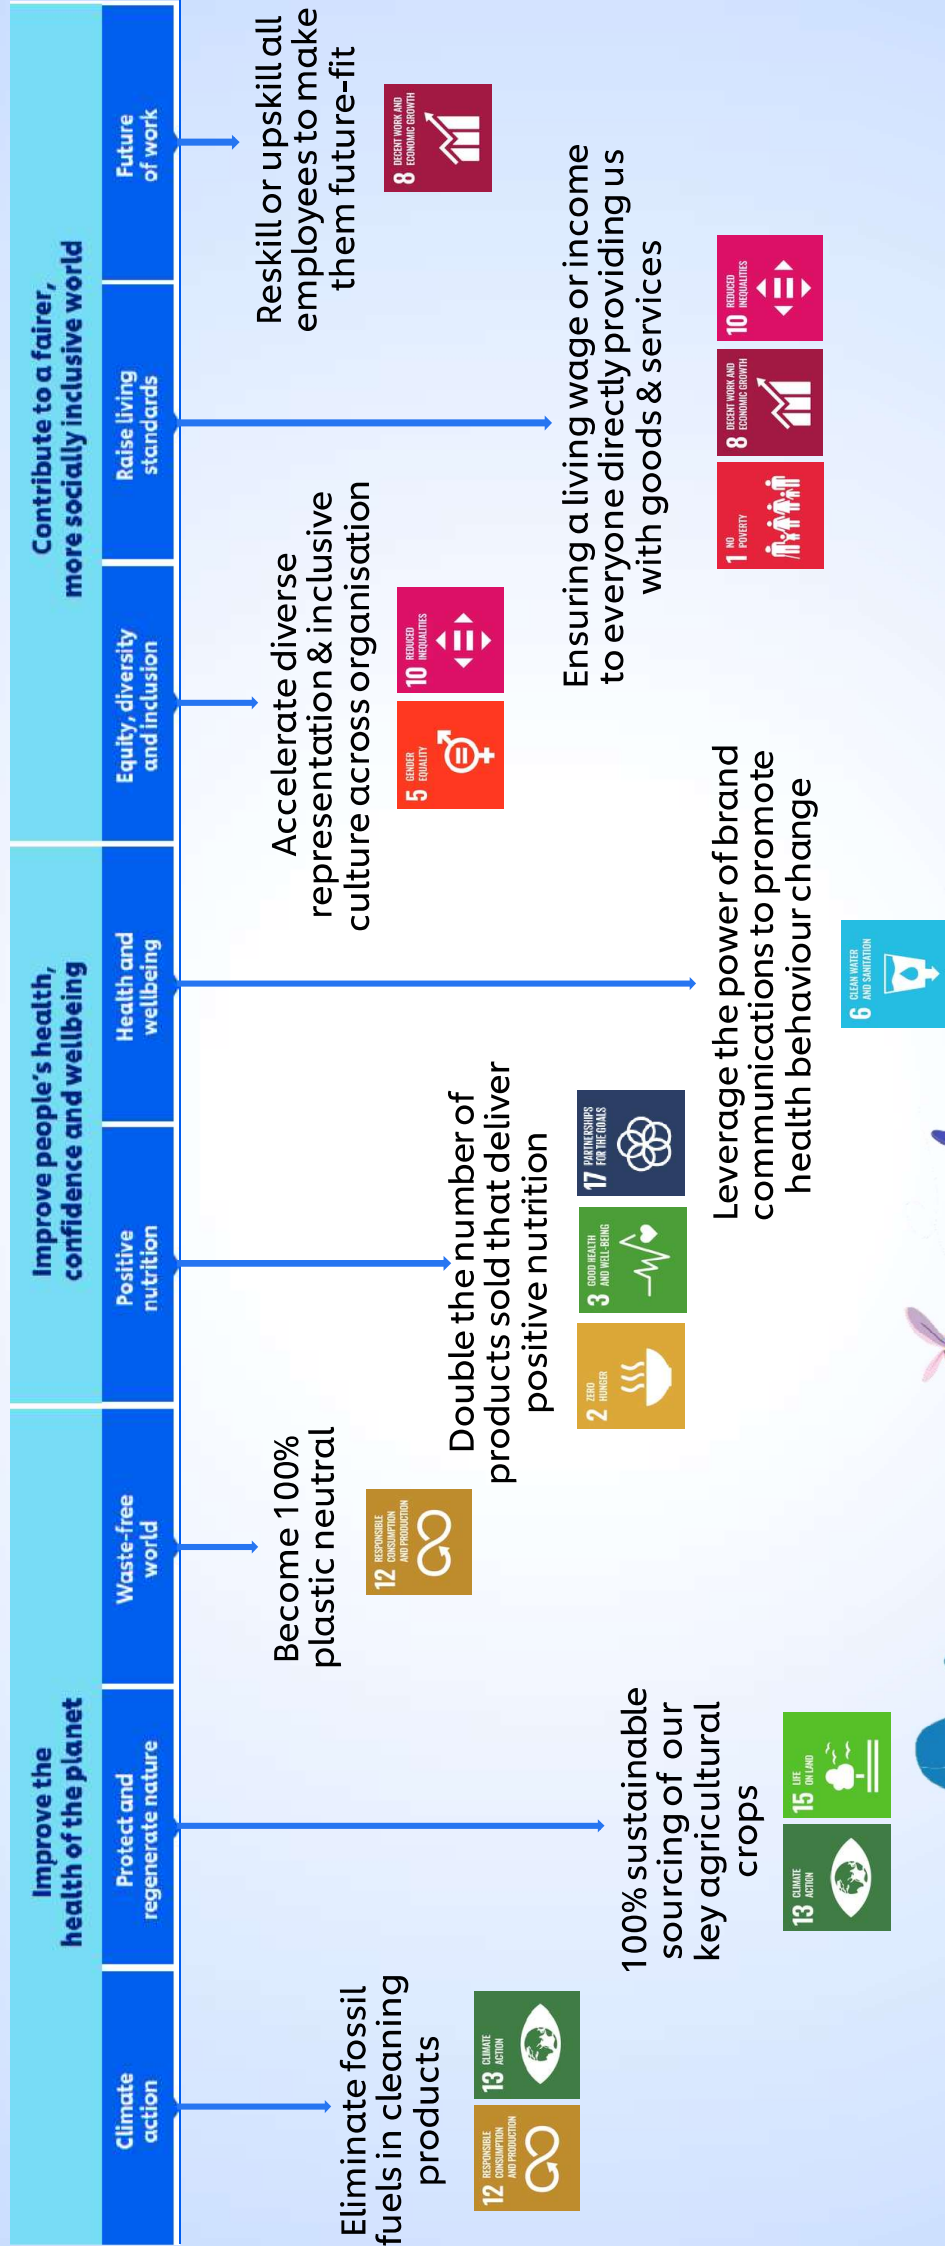 Improve the
health of the planet
Improve people's health,
confidence and wellbeing
Contribute to a fairer,
more socially inclusive world
Climate
action
Protect and
regenerate nature
Waste-free
world
Positive
nutrition
Health and
wellbeing
Equity, diversity
and inclusion
Raise living
standards
Future
of work
Eliminate fossil
fuels in cleaning
products
12 RESPONSIBLE
CONSUMPTION
AND PRODUCTION
13 CLIMATE
ACTION
100% sustainable
sourcing of our
key agricultural
crops
13 CLIMATE
ACTION
15 LIFE
ON LAND
Become 100%
plastic neutral
12 RESPONSIBLE
CONSUMPTION
AND PRODUCTION
Double the number of
products sold that deliver
positive nutrition
2 ZERO
HUNGER
3 GOOD HEALTH
AND WELL-BEING
17 PARTNERSHIPS
FOR THE GOALS
Leverage the power of brand
communications to promote
health behaviour change
6 CLEAN WATER
AND SANITATION
Accelerate diverse
representation & inclusive
culture across organisation
5 GENDER
EQUALITY
10 REDUCED
INEQUALITIES
Ensuring a living wage or income
to everyone directly providing us
with goods & services
1 NO
POVERTY
8 DECENT WORK AND
ECONOMIC GROWTH
10 REDUCED
INEQUALITIES
Reskill or upskill all
employees to make
them future-fit
8 DECENT WORK AND
ECONOMIC GROWTH